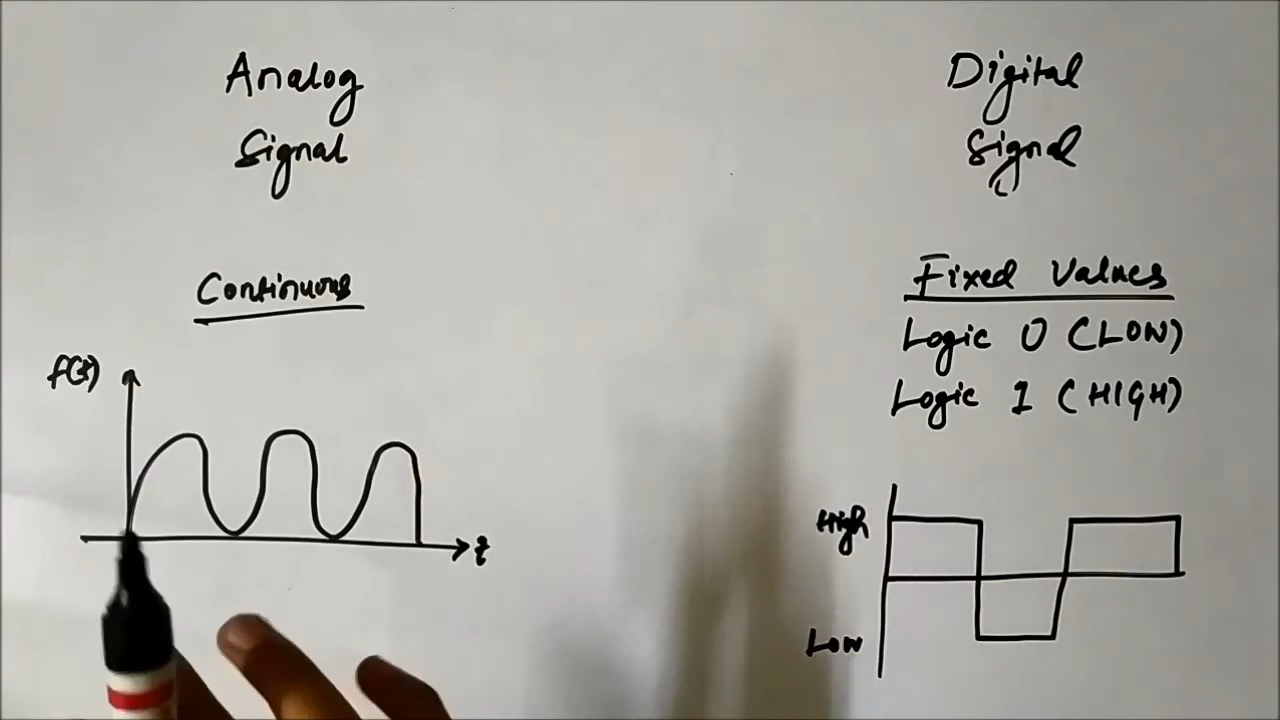 Analog
Signal
Continuous
f(t)
t
Digital
Signal
Fixed Values
Logic 0 (LOW)
Logic 1 (HIGH)
High
Low